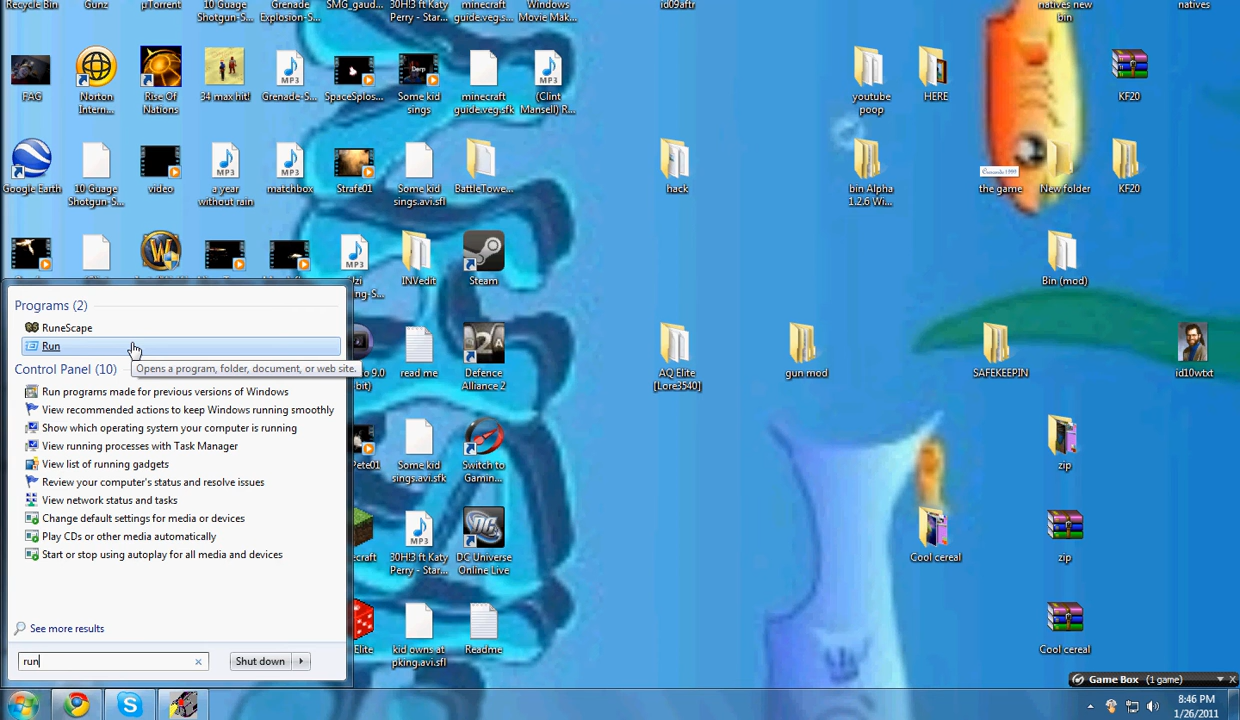 Recycle Bin
Gunz
µTorrent
10 Guage
Shotgun-S...
Grenade
Explosion-S...
SMG_gaud...
30H!3 ft Katy
Perry - Star...
minecraft
guide.veg.s...
Windows
Movie Mak...
id09aftr
natives new
bin
natives
FAG
Norton
Intern...
Rise Of
Nations
34 max hit!
Grenade-S...
SpaceSplos...
Derp
Some kid
sings
minecraft
guide.veg.sfk
(Clint
Mansell) R...
youtube
poop
HERE
KF20
Google Earth
10 Guage
Shotgun-S...
video
a year
without rain
matchbox
Strafe01
Some kid
sings.avi.sfl
BattleTowe...
hack
bin Alpha
1.2.6 Wi...
the game
New folder
KF20
MP3
INVedit
Steam
Bin (mod)
Programs (2)
RuneScape
Run
Opens a program, folder, document, or web site.
Control Panel (10)
Run programs made for previous versions of Windows
View recommended actions to keep Windows running smoothly
Show which operating system your computer is running
View running processes with Task Manager
View list of running gadgets
Review your computer's status and resolve issues
View network status and tasks
Change default settings for media or devices
Play CDs or other media automatically
Start or stop using autoplay for all media and devices
See more results
run
Shut down
read me
Defence
Alliance 2
AQ Elite
[Lore3540]
gun mod
SAFEKEEPIN
id10wtxt
Pete01
Some kid
sings.avi.sfk
Switch to
Gamin...
zip
30H!3 ft Katy
Perry - Star...
DC Universe
Online Live
Cool cereal
zip
Elite
kid owns at
pking.avi.sfl
Readme
Cool cereal
Game Box (1 game)
8:46 PM
1/26/2011